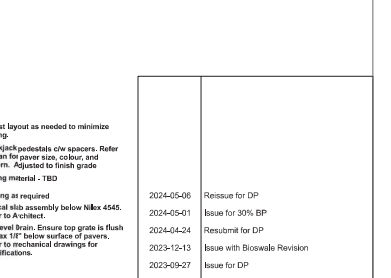 st layout as needed to minimize
ng.
kjack pedestals c/w spacers. Refer
an for paver size, colour, and
ern. Adjusted to finish grade
ng material - TBD
ng as required
cal slab assembly below Nilex 4545.
r to Architect.
evel Drain. Ensure top grate is flush
ax 1/8" below surface of pavers.
r to mechanical drawings for
ifications.
2024-05-06 Reissue for DP
2024-05-01 Issue for 30% BP
2024-04-24 Resubmit for DP
2023-12-13 Issue with Bioswale Revision
2023-09-27 Issue for DP